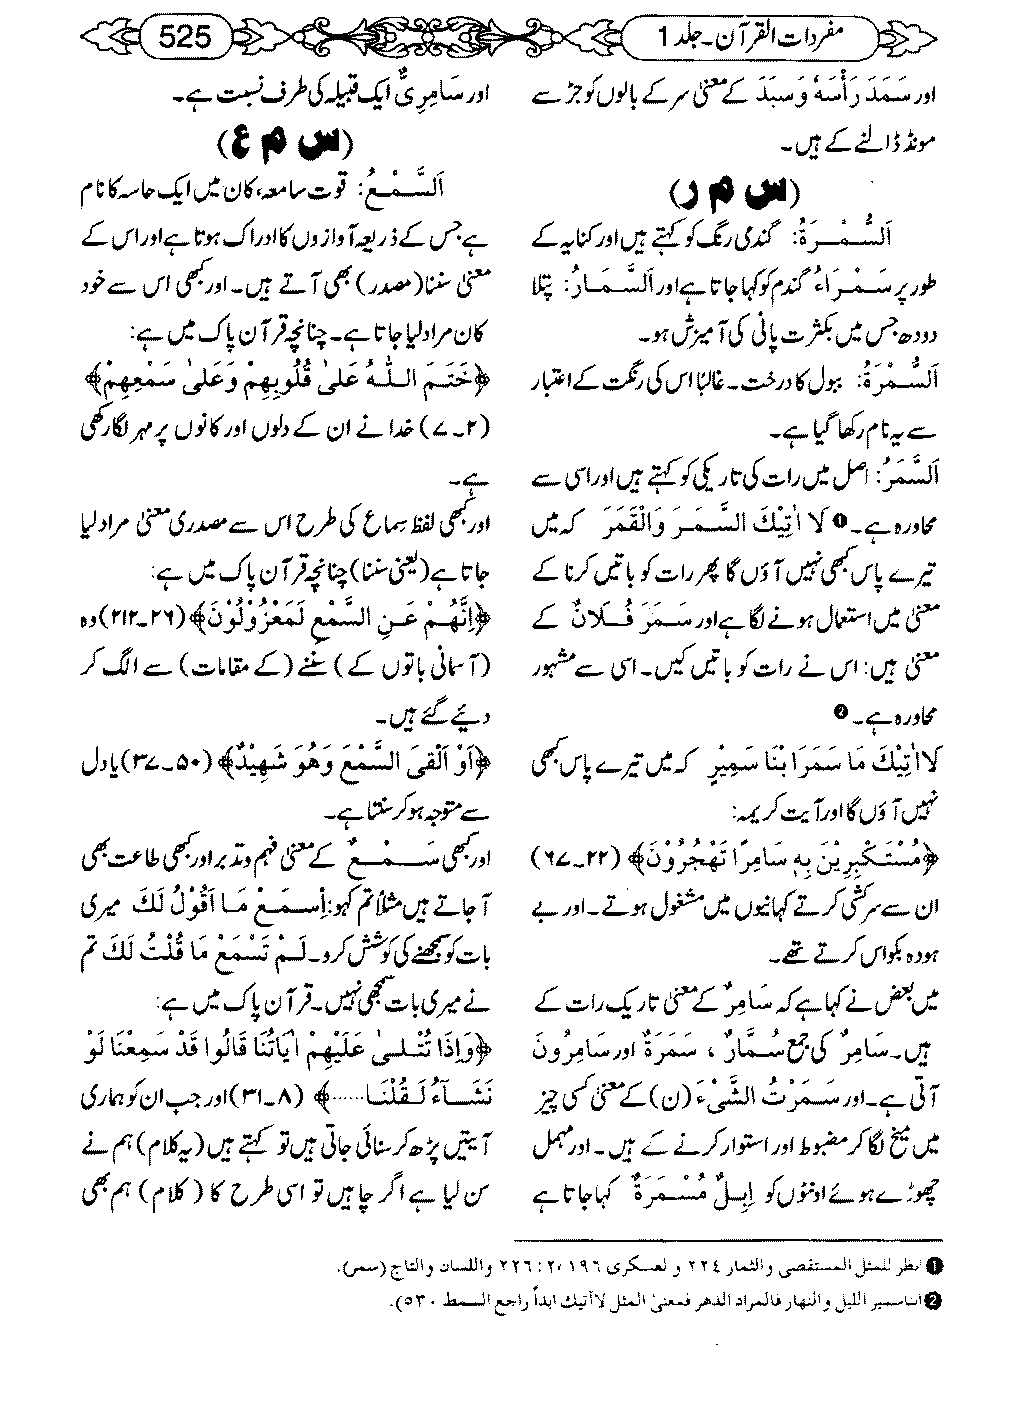 مفردات القرآن۔ جلد 1
525
اور سَمَدَ رَأْسَهٗ وَ سَبَدَ کے معنی سر کے بالوں کو جڑ سے
مونڈ ڈالنے کے ہیں۔
(س م ر)
اَلسُّمْرَةُ: گندمی رنگ کو کہتے ہیں اور کنایہ کے
طور پر سَمْرَاءُ گندم کو کہا جاتا ہے اور اَلسَّمَارُ: پتلا
دودھ جس میں بکثرت پانی کی آمیزش ہو۔
اَلسُّمْرَةُ: ببول کا درخت۔ غالبًا اس کی رنگت کے اعتبار
سے یہ نام رکھا گیا ہے۔
اَلسَّمَرُ: اصل میں رات کی تاریکی کو کہتے ہیں اور اسی سے
محاورہ ہے۔ ❶ لَا اٰتِیْكَ السَّمَرَ وَالْقَمَرَ کہ میں
تیرے پاس کبھی نہیں آؤں گا پھر رات کو باتیں کرنا کے
معنی میں استعمال ہونے لگا ہے اور سَمَرَ فُلَانٌ کے
معنی ہیں: اس نے رات کو باتیں کیں۔ اسی سے مشہور
محاورہ ہے۔ ❷
لَا اٰتِیْكَ مَا سَمَرَ ابْنَا سَمِیْرٍ کہ میں تیرے پاس کبھی
نہیں آؤں گا اور آیت کریمہ:
﴿مُسْتَكْبِرِیْنَ بِهٖ سَامِرًا تَهْجُرُوْنَ﴾ (۲۳۔۶۷)
ان سے سرکشی کرتے کہانیوں میں مشغول ہوتے۔ اور بے
ہودہ بکواس کرتے تھے۔
میں بعض نے کہا ہے کہ سَامِرٌ کے معنی تاریک رات کے
ہیں۔ سَامِرٌ کی جمع سُمَّارٌ ، سَمَرَةٌ اور سَامِرُونَ
آتی ہے۔ اور سَمَرْتُ الشَّیْءَ (ن) کے معنی کسی چیز
میں میخ لگا کر مضبوط اور استوار کرنے کے ہیں۔ اور مہمل
چھوڑے ہوئے اونٹوں کو اِبِلٌ مُسْمَرَةٌ کہا جاتا ہے
اور سَامِرِیٌّ ایک قبیلہ کی طرف نسبت ہے۔
(س م ع)
اَلسَّمْعُ: قوت سامعہ، کان میں ایک حاسہ کا نام
ہے جس کے ذریعہ آوازوں کا ادراک ہوتا ہے اور اس کے
معنی سننا (مصدر) بھی آتے ہیں۔ اور کبھی اس سے خود
کان مراد لیا جاتا ہے۔ چنانچہ قرآن پاک میں ہے:
﴿خَتَمَ اللّٰهُ عَلٰی قُلُوبِهِمْ وَعَلٰی سَمْعِهِمْ﴾
(۲۔۷) خدا نے ان کے دلوں اور کانوں پر مہر لگا رکھی
ہے۔
اور کبھی لفظ سِماع کی طرح اس سے مصدری معنی مراد لیا
جاتا ہے (یعنی سننا) چنانچہ قرآن پاک میں ہے:
﴿اِنَّهُمْ عَنِ السَّمْعِ لَمَعْزُوْلُوْنَ﴾ (۲۶۔۲۱۲) وہ
(آسمانی باتوں کے) سننے (کے مقامات) سے الگ کر
دیئے گئے ہیں۔
﴿اَوْ اَلْقَی السَّمْعَ وَهُوَ شَهِیْدٌ﴾ (۵۰۔۳۷) یا دل
سے متوجہ ہو کر سنتا ہے۔
اور کبھی سَمْعٌ کے معنی فہم و تدبر اور کبھی طاعت بھی
آ جاتے ہیں مثلًا تم کہو: اِسمَعْ مَا اَقُوْلُ لَكَ میری
بات کو سمجھنے کی کوشش کرو۔ لَمْ تَسْمَعْ مَا قُلْتُ لَكَ تم
نے میری بات سمجھی نہیں۔ قرآن پاک میں ہے:
﴿وَاِذَا تُتْلٰی عَلَیْهِمْ اٰیَاتُنَا قَالُوا قَدْ سَمِعْنَا لَوْ
نَشَآءُ لَقُلْنَا......﴾ (۸۔۳۱) اور جب ان کو ہماری
آیتیں پڑھ کر سنائی جاتی ہیں تو کہتے ہیں (یہ کلام) ہم نے
سن لیا ہے اگر چاہیں تو اسی طرح کا (کلام) ہم بھی
❶ انظر للمثل المستقصی والثمار ٢٢٤ و لعسکری ١٩٦ ،٢: ٢٢٦ واللسان والتاج (سمر).
❷ ابناسمیر اللیل والنهار فالمراد الدهر فمعنی المثل لاآتیك ابداً راجع السمط ٥٣٠).